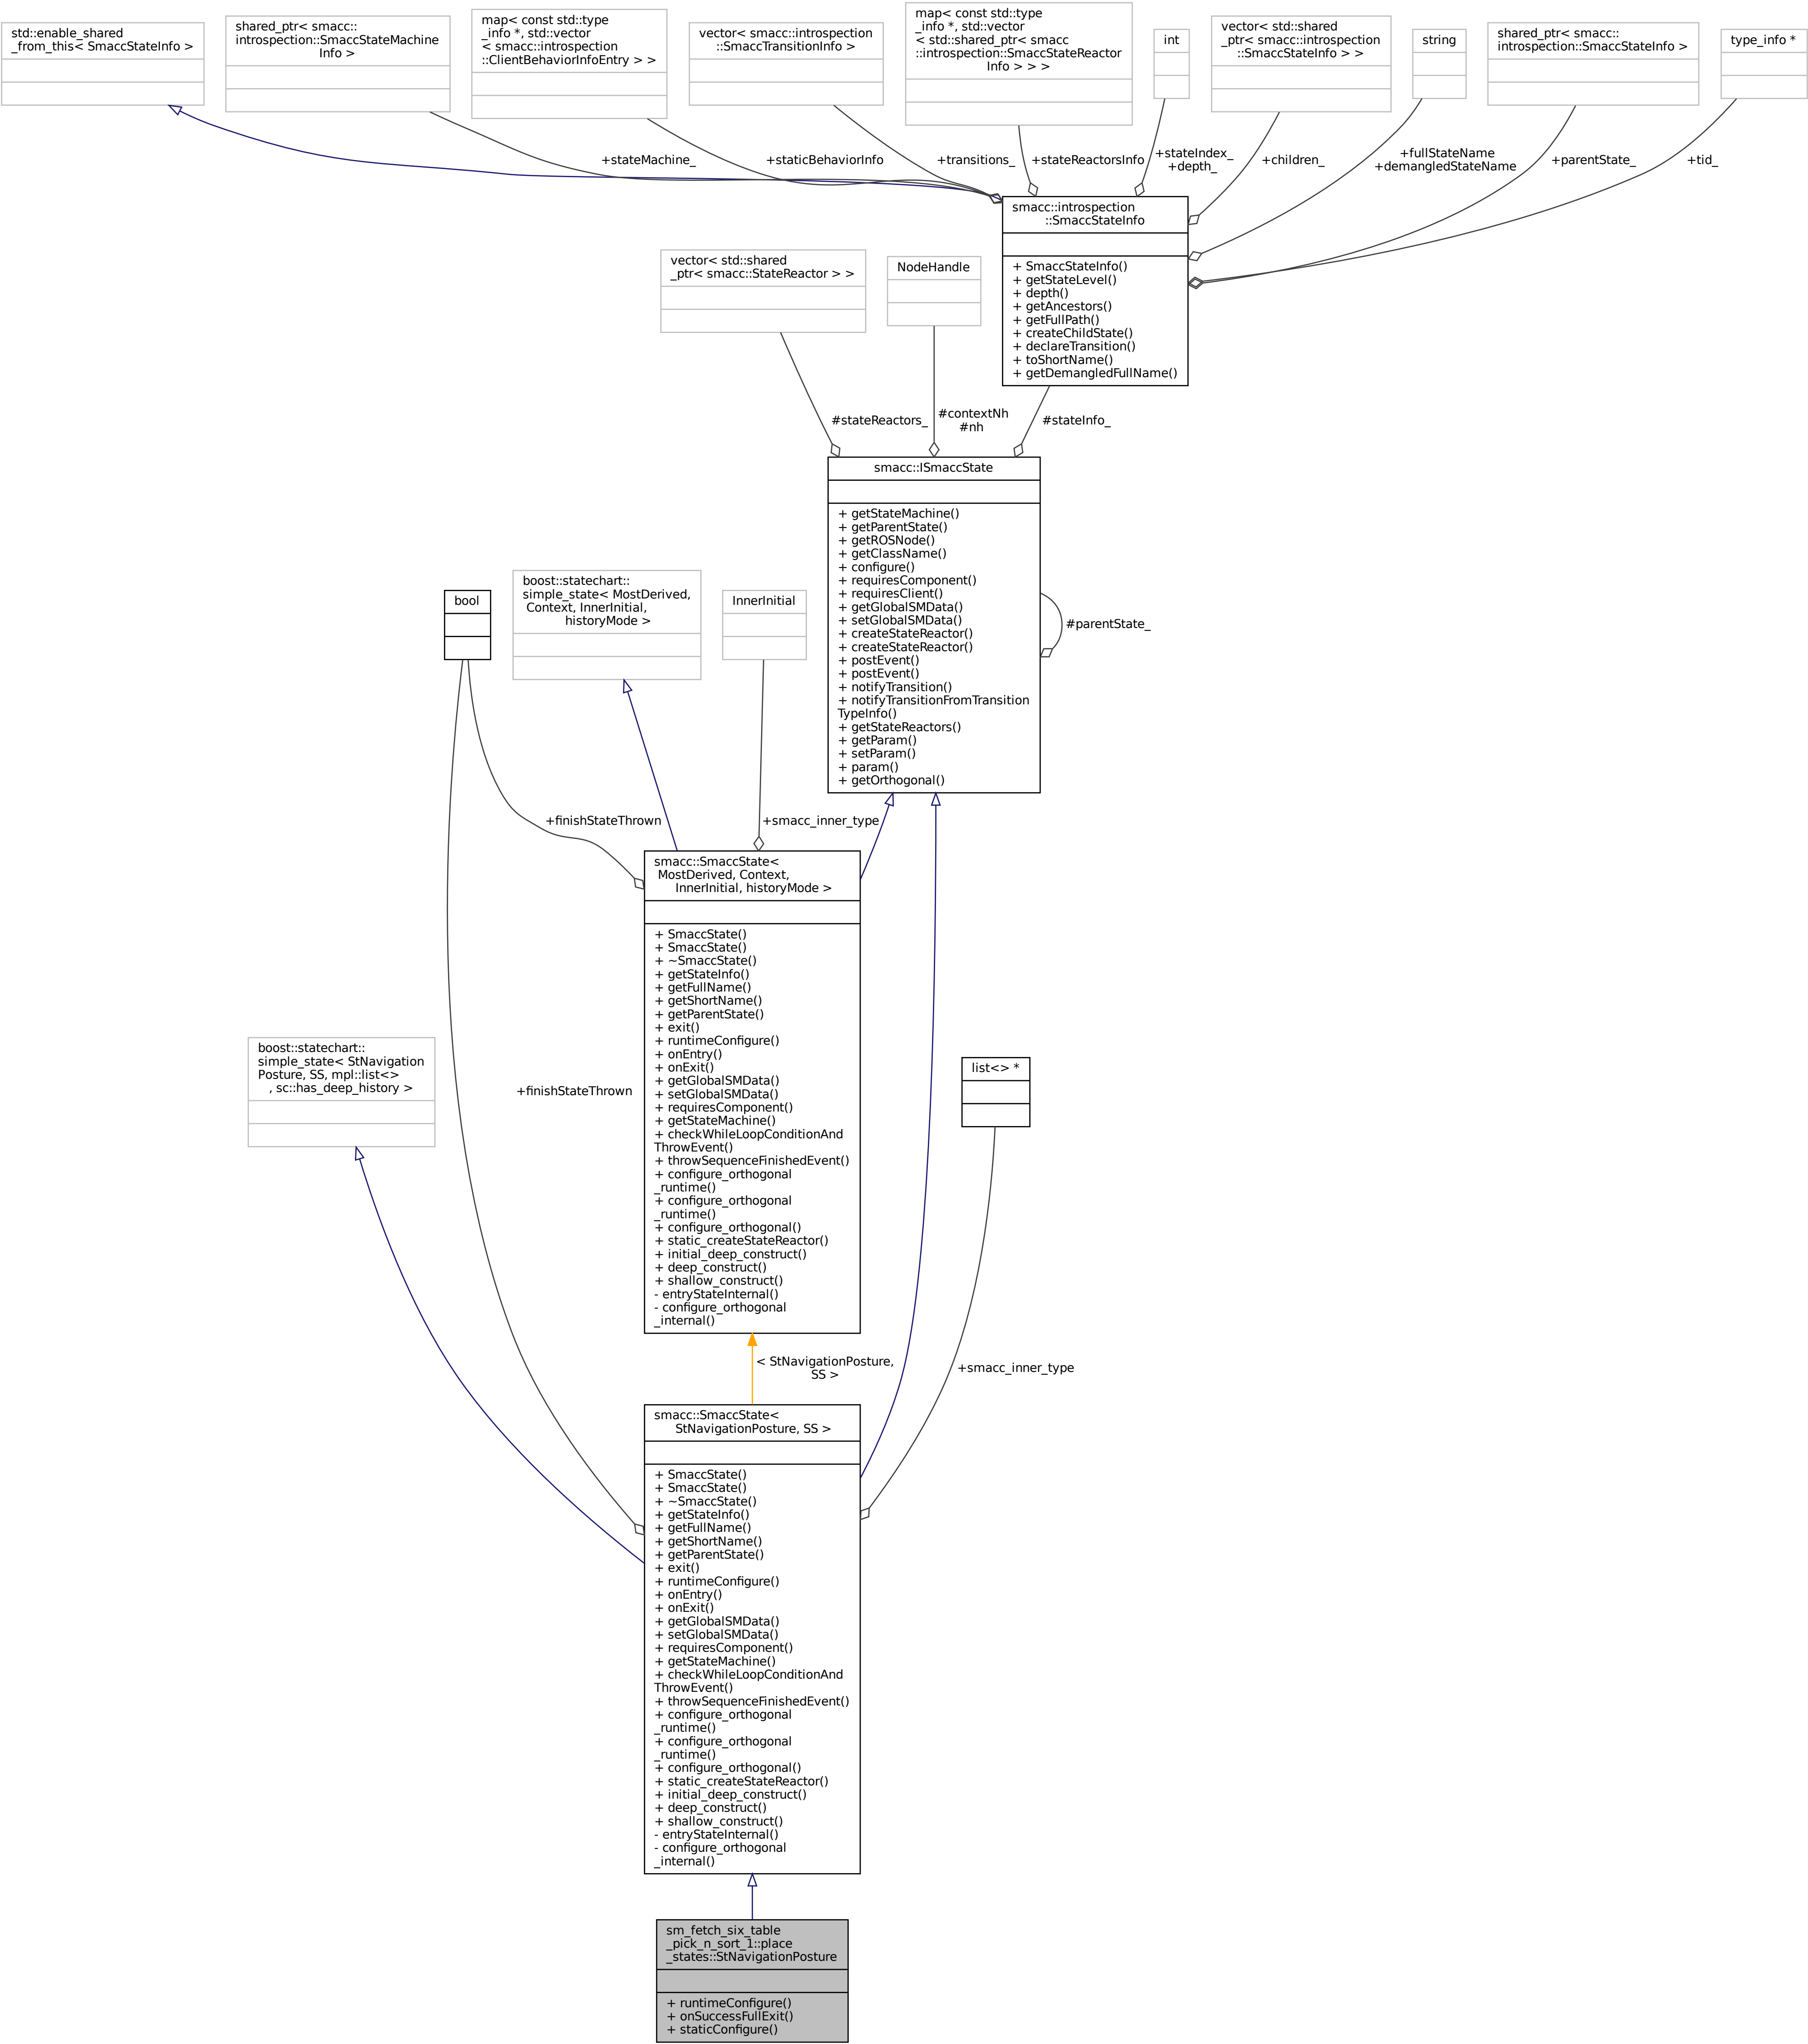 std::enable_shared
_from_this< SmaccStateInfo >
shared_ptr< smacc::
introspection::SmaccStateMachine
Info >
map< const std::type
_info *, std::vector
< smacc::introspection
::ClientBehaviorInfoEntry > >
vector< smacc::introspection
::SmaccTransitionInfo >
map< const std::type
_info *, std::vector
< std::shared_ptr< smacc
::introspection::SmaccStateReactor
Info > > >
int
vector< std::shared
_ptr< smacc::introspection
::SmaccStateInfo > >
string
shared_ptr< smacc::
introspection::SmaccStateInfo >
type_info *
+stateMachine_
+staticBehaviorInfo
+transitions_
+stateReactorsInfo
+stateIndex_
+depth_
+children_
+fullStateName
+demangledStateName
+parentState_
+tid_
smacc::introspection
::SmaccStateInfo
+ SmaccStateInfo()
+ getStateLevel()
+ depth()
+ getAncestors()
+ getFullPath()
+ createChildState()
+ declareTransition()
+ toShortName()
+ getDemangledFullName()
vector< std::shared
_ptr< smacc::StateReactor > >
NodeHandle
#stateReactors_
#contextNh
#nh
#stateInfo_
smacc::ISmaccState
+ getStateMachine()
+ getParentState()
+ getROSNode()
+ getClassName()
+ configure()
+ requiresComponent()
+ requiresClient()
+ getGlobalSMData()
+ setGlobalSMData()
+ createStateReactor()
+ createStateReactor()
+ postEvent()
+ postEvent()
+ notifyTransition()
+ notifyTransitionFromTransition
TypeInfo()
+ getStateReactors()
+ getParam()
+ setParam()
+ param()
+ getOrthogonal()
#parentState_
bool
boost::statechart::
simple_state< MostDerived,
Context, InnerInitial,
historyMode >
InnerInitial
+finishStateThrown
+smacc_inner_type
smacc::SmaccState<
MostDerived, Context,
InnerInitial, historyMode >
+ SmaccState()
+ SmaccState()
+ ~SmaccState()
+ getStateInfo()
+ getFullName()
+ getShortName()
+ getParentState()
+ exit()
+ runtimeConfigure()
+ onEntry()
+ onExit()
+ getGlobalSMData()
+ setGlobalSMData()
+ requiresComponent()
+ getStateMachine()
+ checkWhileLoopConditionAnd
ThrowEvent()
+ throwSequenceFinishedEvent()
+ configure_orthogonal
_runtime()
+ configure_orthogonal
_runtime()
+ configure_orthogonal()
+ static_createStateReactor()
+ initial_deep_construct()
+ deep_construct()
+ shallow_construct()
- entryStateInternal()
- configure_orthogonal
_internal()
boost::statechart::
simple_state< StNavigation
Posture, SS, mpl::list<>
, sc::has_deep_history >
+finishStateThrown
list<> *
< StNavigationPosture,
SS >
+smacc_inner_type
smacc::SmaccState<
StNavigationPosture, SS >
+ SmaccState()
+ SmaccState()
+ ~SmaccState()
+ getStateInfo()
+ getFullName()
+ getShortName()
+ getParentState()
+ exit()
+ runtimeConfigure()
+ onEntry()
+ onExit()
+ getGlobalSMData()
+ setGlobalSMData()
+ requiresComponent()
+ getStateMachine()
+ checkWhileLoopConditionAnd
ThrowEvent()
+ throwSequenceFinishedEvent()
+ configure_orthogonal
_runtime()
+ configure_orthogonal
_runtime()
+ configure_orthogonal()
+ static_createStateReactor()
+ initial_deep_construct()
+ deep_construct()
+ shallow_construct()
- entryStateInternal()
- configure_orthogonal
_internal()
sm_fetch_six_table
_pick_n_sort_1::place
_states::StNavigationPosture
+ runtimeConfigure()
+ onSuccessFullExit()
+ staticConfigure()